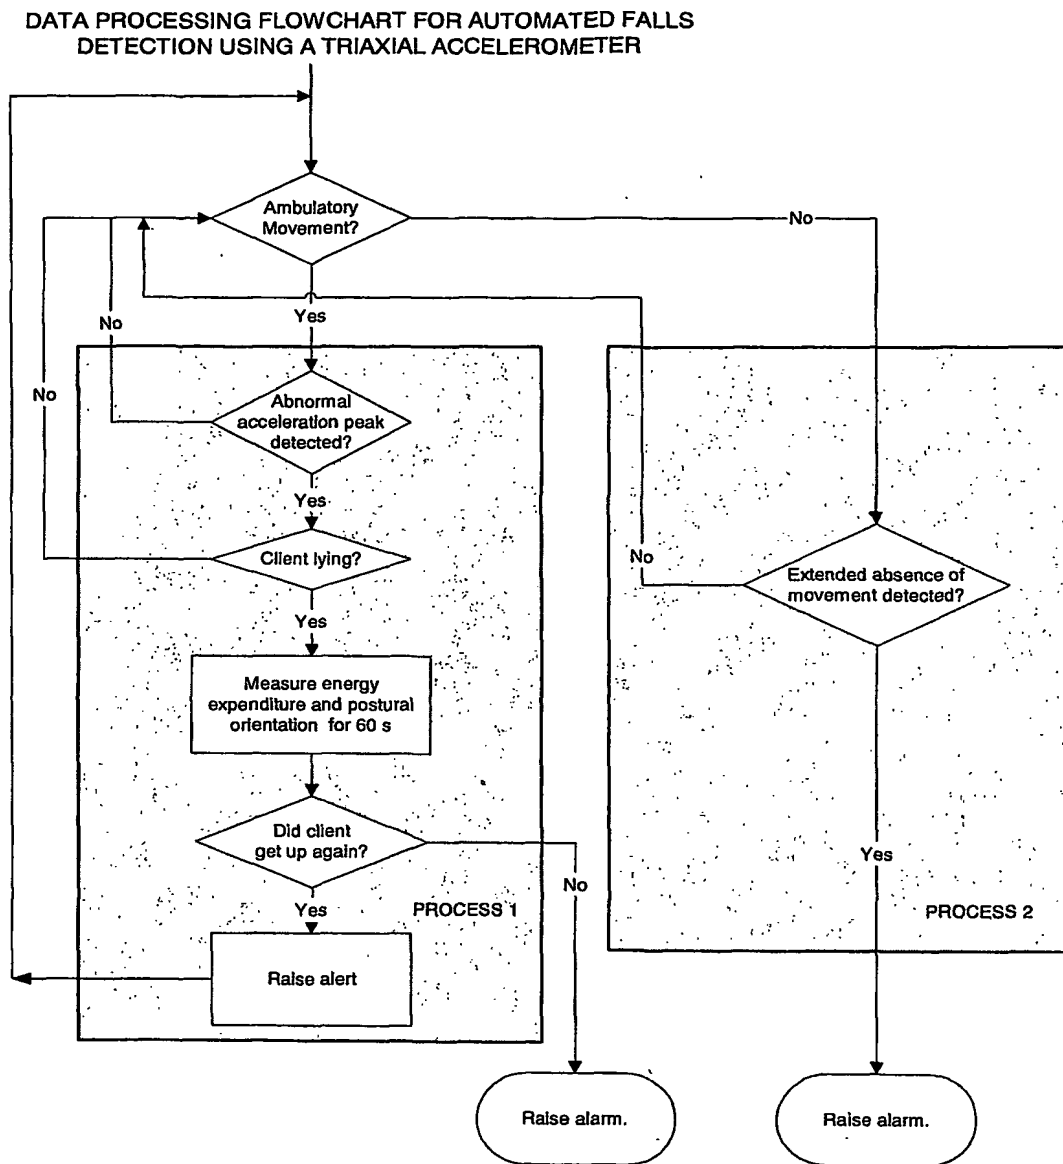 DATA PROCESSING FLOWCHART FOR AUTOMATED FALLS
DETECTION USING A TRIAXIAL ACCELEROMETER
Ambulatory
Movement?
No
Yes
No
No
Abnormal
acceleration peak
detected?
Yes
Client lying?
No
Extended absence of
movement detected?
Yes
Measure energy
expenditure and postural
orientation for 60 s
Did client
get up again?
Yes
No
Yes
PROCESS 1
PROCESS 2
Raise alert
Raise alarm.
Raise alarm.